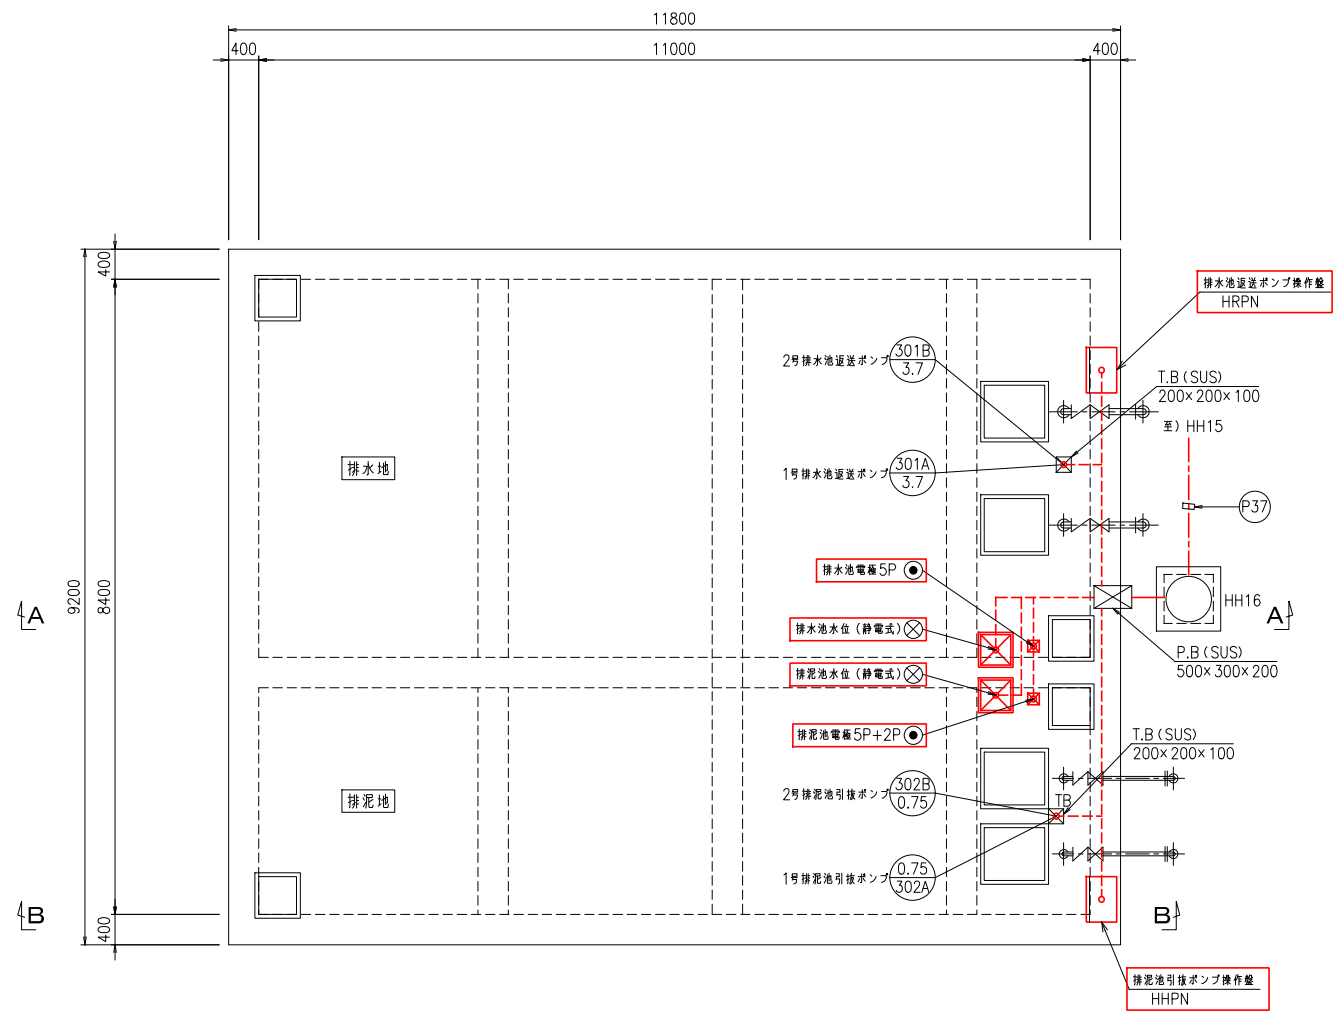 11800
400
11000
400
400
9200
8400
400
排水池返送ポンプ操作盤
HRPN
2号排水池返送ポンプ
301B
3.7
T.B (SUS)
200×200×100
至) HH15
排水地
1号排水池返送ポンプ
301A
3.7
P37
排水池電極5P
HH16
A
A
排水池水位 (静電式)
P.B (SUS)
500×300×200
排泥池水位 (静電式)
排泥池電極5P+2P
T.B (SUS)
200×200×100
排泥地
2号排泥池引抜ポンプ
302B
0.75
TB
1号排泥池引抜ポンプ
0.75
302A
B
B
排泥池引抜ポンプ操作盤
HHPN